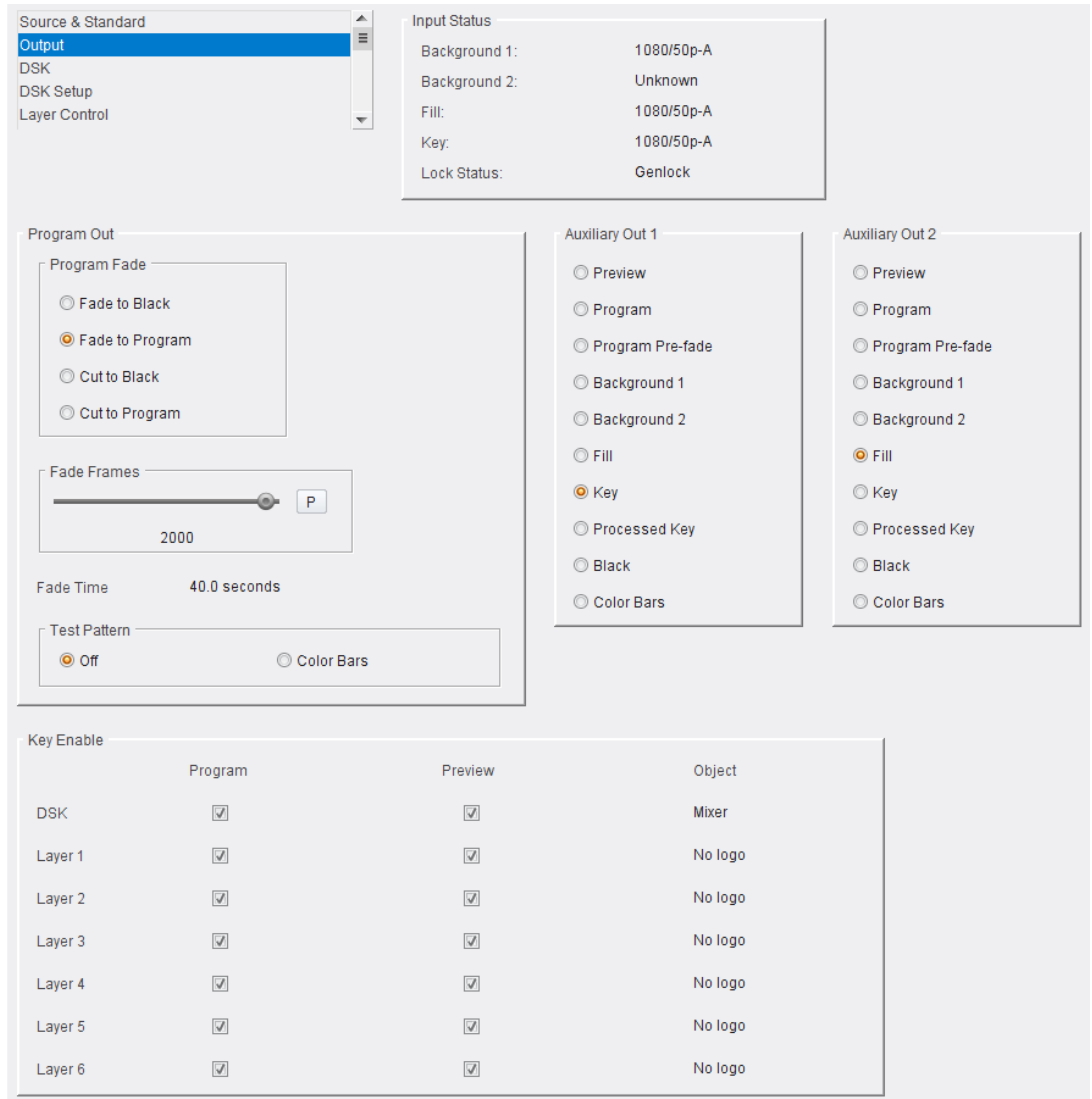 Source & Standard
Output
DSK
DSK Setup
Layer Control
Input Status
Background 1: 1080/50p-A
Background 2: Unknown
Fill: 1080/50p-A
Key: 1080/50p-A
Lock Status: Genlock
Program Out
Program Fade
Fade to Black
Fade to Program
Cut to Black
Cut to Program
Fade Frames
P
2000
Fade Time 40.0 seconds
Test Pattern
Off Color Bars
Auxiliary Out 1
Preview
Program
Program Pre-fade
Background 1
Background 2
Fill
Key
Processed Key
Black
Color Bars
Auxiliary Out 2
Preview
Program
Program Pre-fade
Background 1
Background 2
Fill
Key
Processed Key
Black
Color Bars
Key Enable
Program Preview Object
DSK Mixer
Layer 1 No logo
Layer 2 No logo
Layer 3 No logo
Layer 4 No logo
Layer 5 No logo
Layer 6 No logo